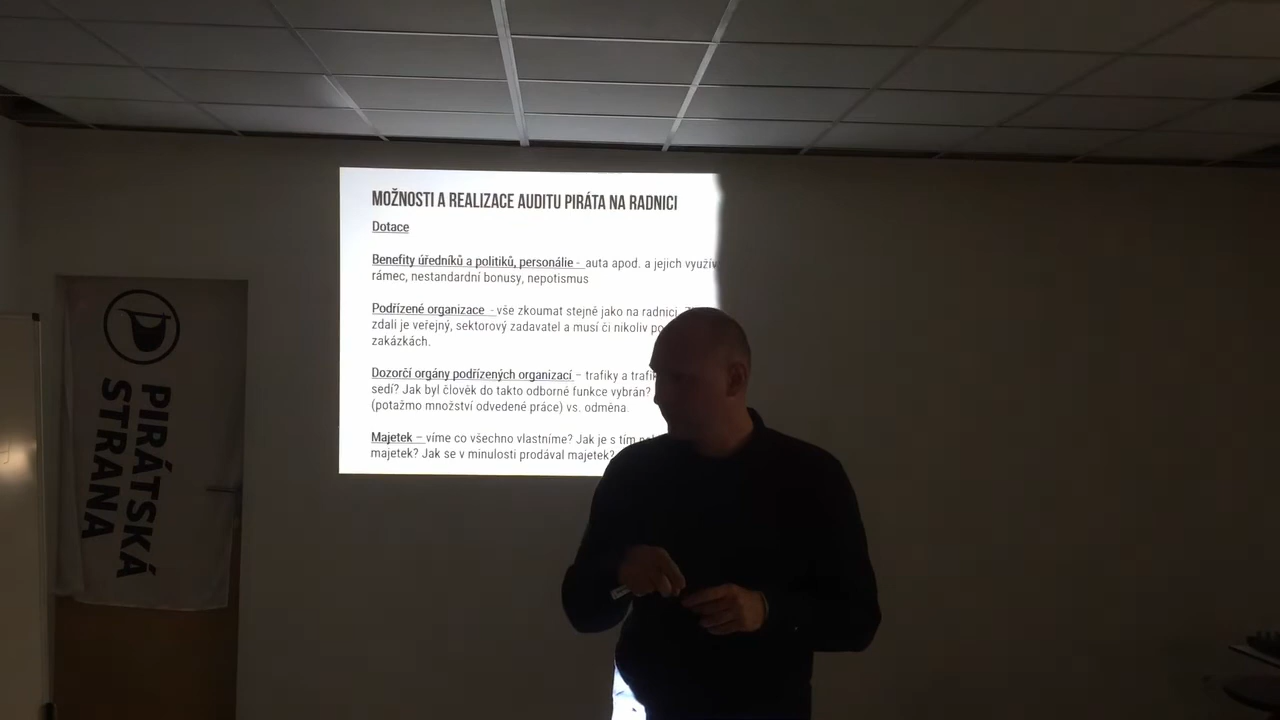 MOŽNOSTI A REALIZACE AUDITU PIRÁTA NA RADNICI
Dotace
Benefity úředníků a politiků, personálie - auta apod. a jejich
rámec, nestandardní bonusy, nepotismus
Podřízené organizace - vše zkoumat stejně jako na radnici.
zdali je veřejný, sektorový zadavatel a musí či nikoliv
zakázkách.
Dozorčí orgány podřízených organizací – trafiky a
sedí? Jak byl člověk do takto odborné funkce vybrán?
(potažmo množství odvedené práce) vs. odměna.
Majetek – víme co všechno vlastníme? Jak je s tím
majetek? Jak se v minulosti prodával majetek?
PIRÁTSKÁ
STRANA